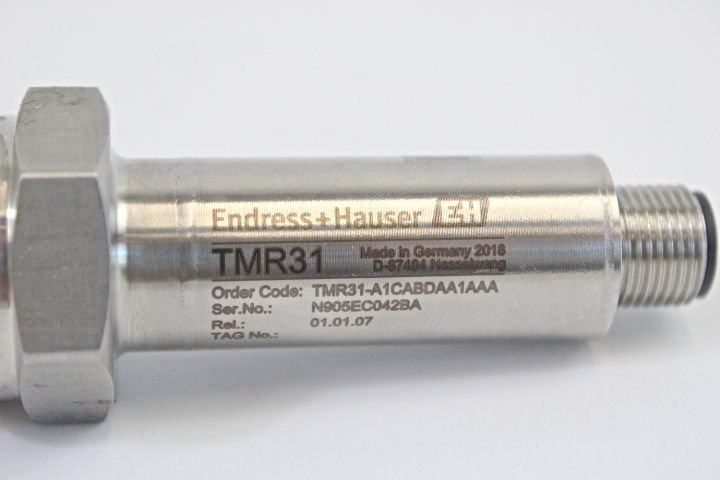 Endress+Hauser EH
TMR31
Made in Germany 2016
D-87484 Nesselwang
Order Code: TMR31-A1CABDAA1AAA
Ser.No.: N905EC042BA
Rel.: 01.01.07
TAG No.: